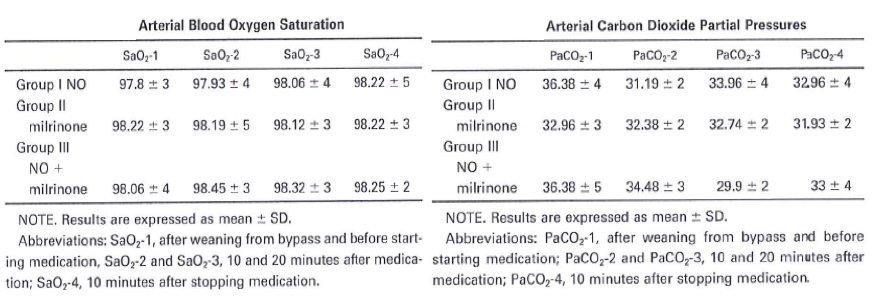 Arterial Blood Oxygen Saturation
SaO₂-1 SaO₂-2 SaO₂-3 SaO₂-4
Group I NO 97.8 ± 3 97.93 ± 4 98.06 ± 4 98.22 ± 5
Group II
milrinone 98.22 ± 3 98.19 ± 5 98.12 ± 3 98.22 ± 3
Group III
NO +
milrinone 98.06 ± 4 98.45 ± 3 98.32 ± 3 98.25 ± 2
NOTE. Results are expressed as mean ± SD.
Abbreviations: SaO₂-1, after weaning from bypass and before start-
ing medication, SaO₂-2 and SaO₂-3, 10 and 20 minutes after medica-
tion; SaO₂-4, 10 minutes after stopping medication.
Arterial Carbon Dioxide Partial Pressures
PaCO₂-1 PaCO₂-2 PaCO₂-3 PaCO₂-4
Group I NO 36.38 ± 4 31.19 ± 2 33.96 ± 4 32.96 ± 4
Group II
milrinone 32.96 ± 3 32.38 ± 2 32.74 ± 2 31.93 ± 2
Group III
NO +
milrinone 36.38 ± 5 34.48 ± 3 29.9 ± 2 33 ± 4
NOTE. Results are expressed as mean ± SD.
Abbreviations: PaCO₂-1, after weaning from bypass and before
starting medication; PaCO₂-2 and PaCO₂-3, 10 and 20 minutes after
medication; PaCO₂-4, 10 minutes after stopping medication.